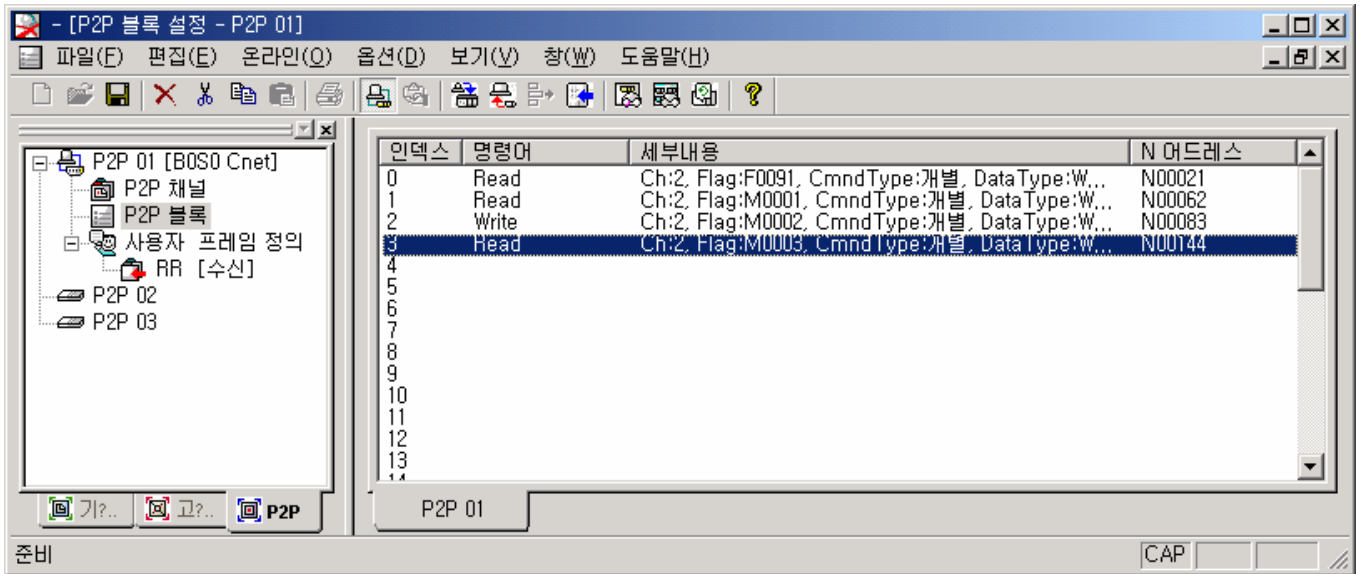 - [P2P 블록 설정 - P2P 01]
파일(F) 편집(E) 온라인(O) 옵션(D) 보기(V) 창(W) 도움말(H)
P2P 01 [B0S0 Cnet]
P2P 채널
P2P 블록
사용자 프레임 정의
RR [수신]
P2P 02
P2P 03
기?.. 고?.. P2P
인덱스 명령어 세부내용 N 어드레스
0 Read Ch:2, Flag:F0091, CmndType:개별, DataType:W,... N00021
1 Read Ch:2, Flag:M0001, CmndType:개별, DataType:W,... N00062
2 Write Ch:2, Flag:M0002, CmndType:개별, DataType:W,... N00083
3 Read Ch:2, Flag:M0003, CmndType:개별, DataType:W,... N00144
4
5
6
7
8
9
10
11
12
13
P2P 01
준비 CAP